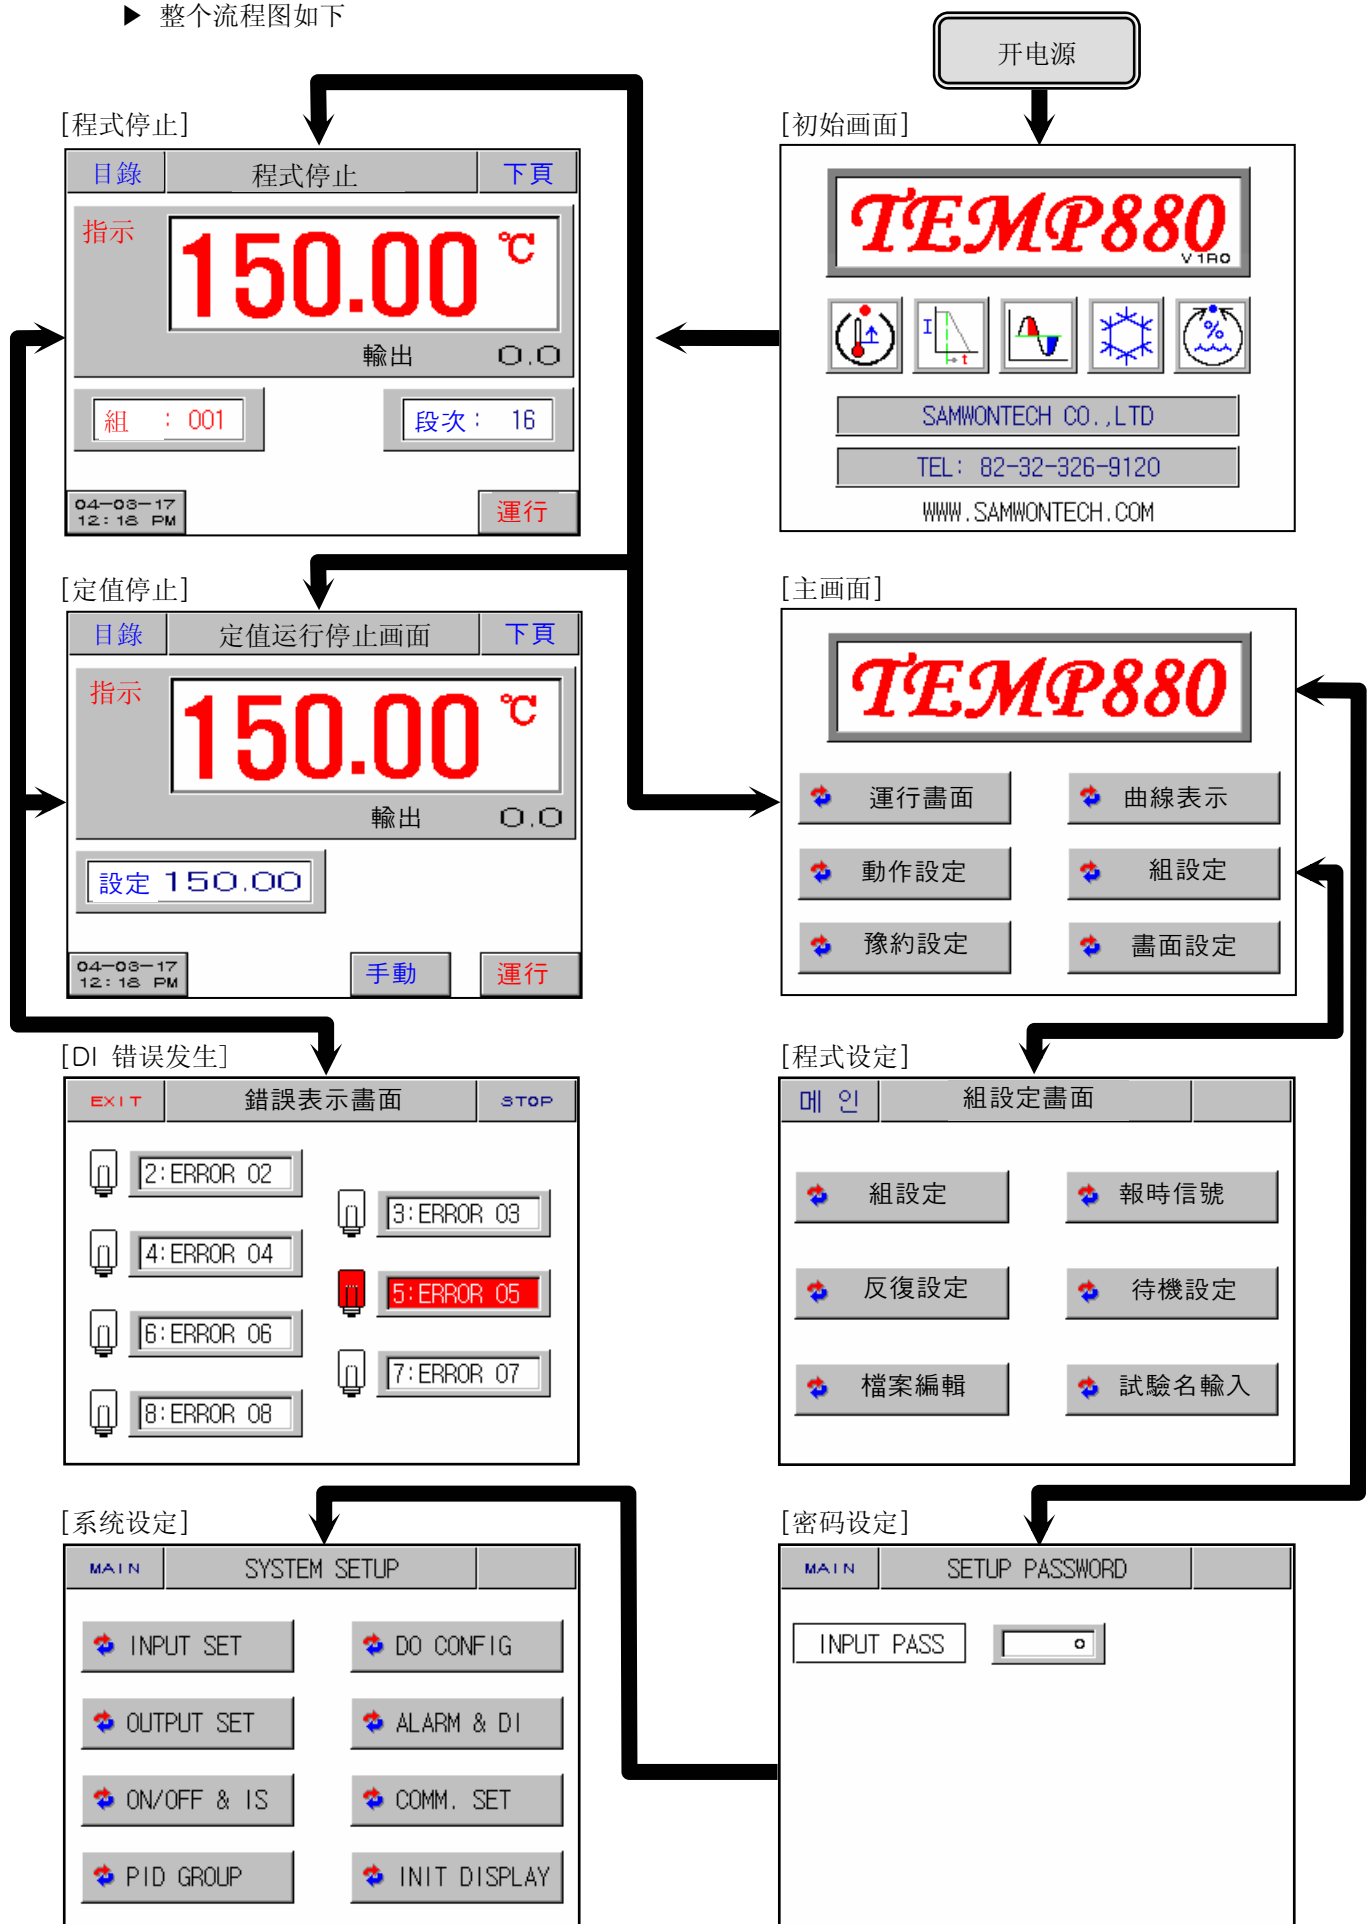 ▶ 整个流程图如下
开电源
[程式停止]
目錄 程式停止 下頁
指示
150.00 ℃
輸出 0.0
組 : 001
段次: 16
04-03-17
12:18 PM
運行
[初始画面]
TEMP880
V1R0
I
t
%
SAMWONTECH CO.,LTD
TEL: 82-32-326-9120
WWW.SAMWONTECH.COM
[定值停止]
目錄 定值运行停止画面 下頁
指示
150.00 ℃
輸出 0.0
設定 150.00
04-03-17
12:18 PM
手動 運行
[主画面]
TEMP880
運行畫面 曲線表示
動作設定 組設定
豫約設定 畫面設定
[DI 错误发生]
EXIT 錯誤表示畫面 STOP
2:ERROR 02
3:ERROR 03
4:ERROR 04
5:ERROR 05
6:ERROR 06
7:ERROR 07
8:ERROR 08
[程式设定]
메 인 組設定畫面
組設定 報時信號
反復設定 待機設定
檔案編輯 試驗名輸入
[系统设定]
MAIN SYSTEM SETUP
INPUT SET DO CONFIG
OUTPUT SET ALARM & DI
ON/OFF & IS COMM. SET
PID GROUP INIT DISPLAY
[密码设定]
MAIN SETUP PASSWORD
INPUT PASS 0